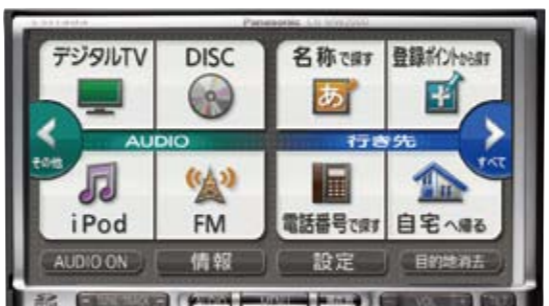 Panasonic
デジタルTV
DISC
名称で探す
登録ポイントから探す
あ
その他
AUDIO
行き先
すべて
iPod
FM
電話番号で探す
自宅へ帰る
AUDIO ON
情報
設定
目的地消去
AUDIO
MENU